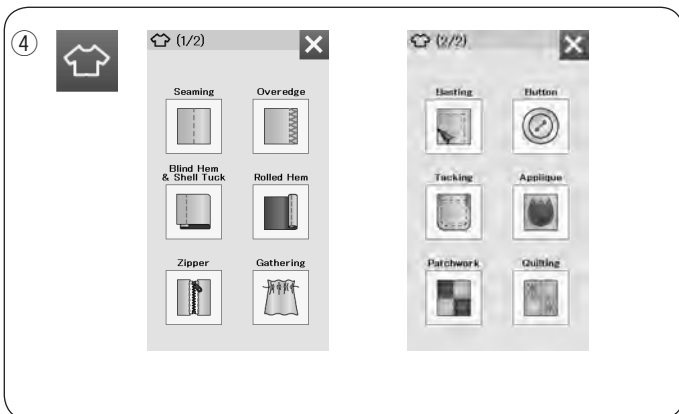 ④
(1/2)
Seaming Overedge
Blind Hem
& Shell Tuck
Rolled Hem
Zipper Gathering
(2/2)
Basting Button
Tacking Applique
Patchwork Quilting